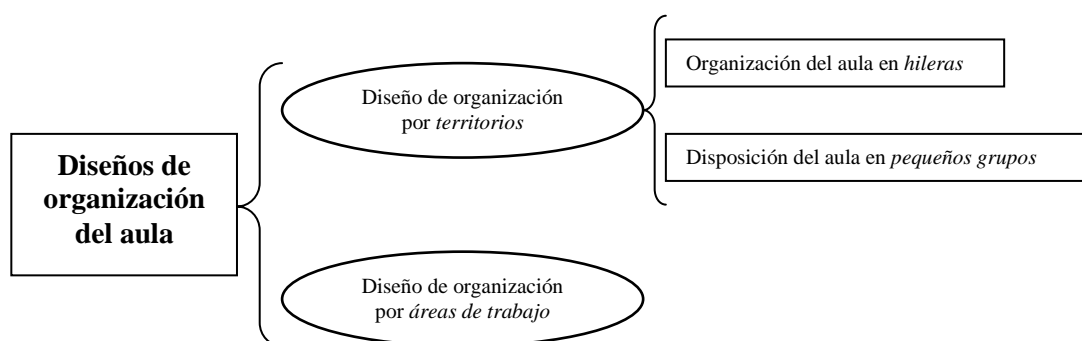 Diseños de
organización
del aula
Diseño de organización
por territorios
Organización del aula en hileras
Disposición del aula en pequeños grupos
Diseño de organización
por áreas de trabajo